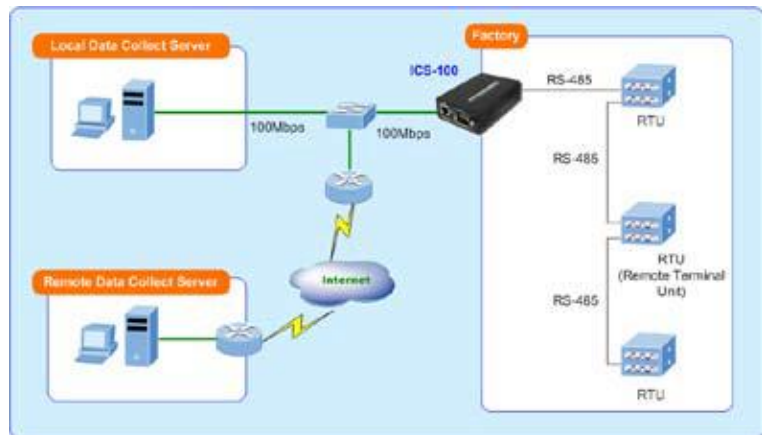 Local Data Collect Server
Factory
ICS-100
RS-485
RTU
100Mbps
100Mbps
RS-485
RTU
(Remote Terminal
Unit)
Internet
Remote Data Collect Server
RS-485
RTU